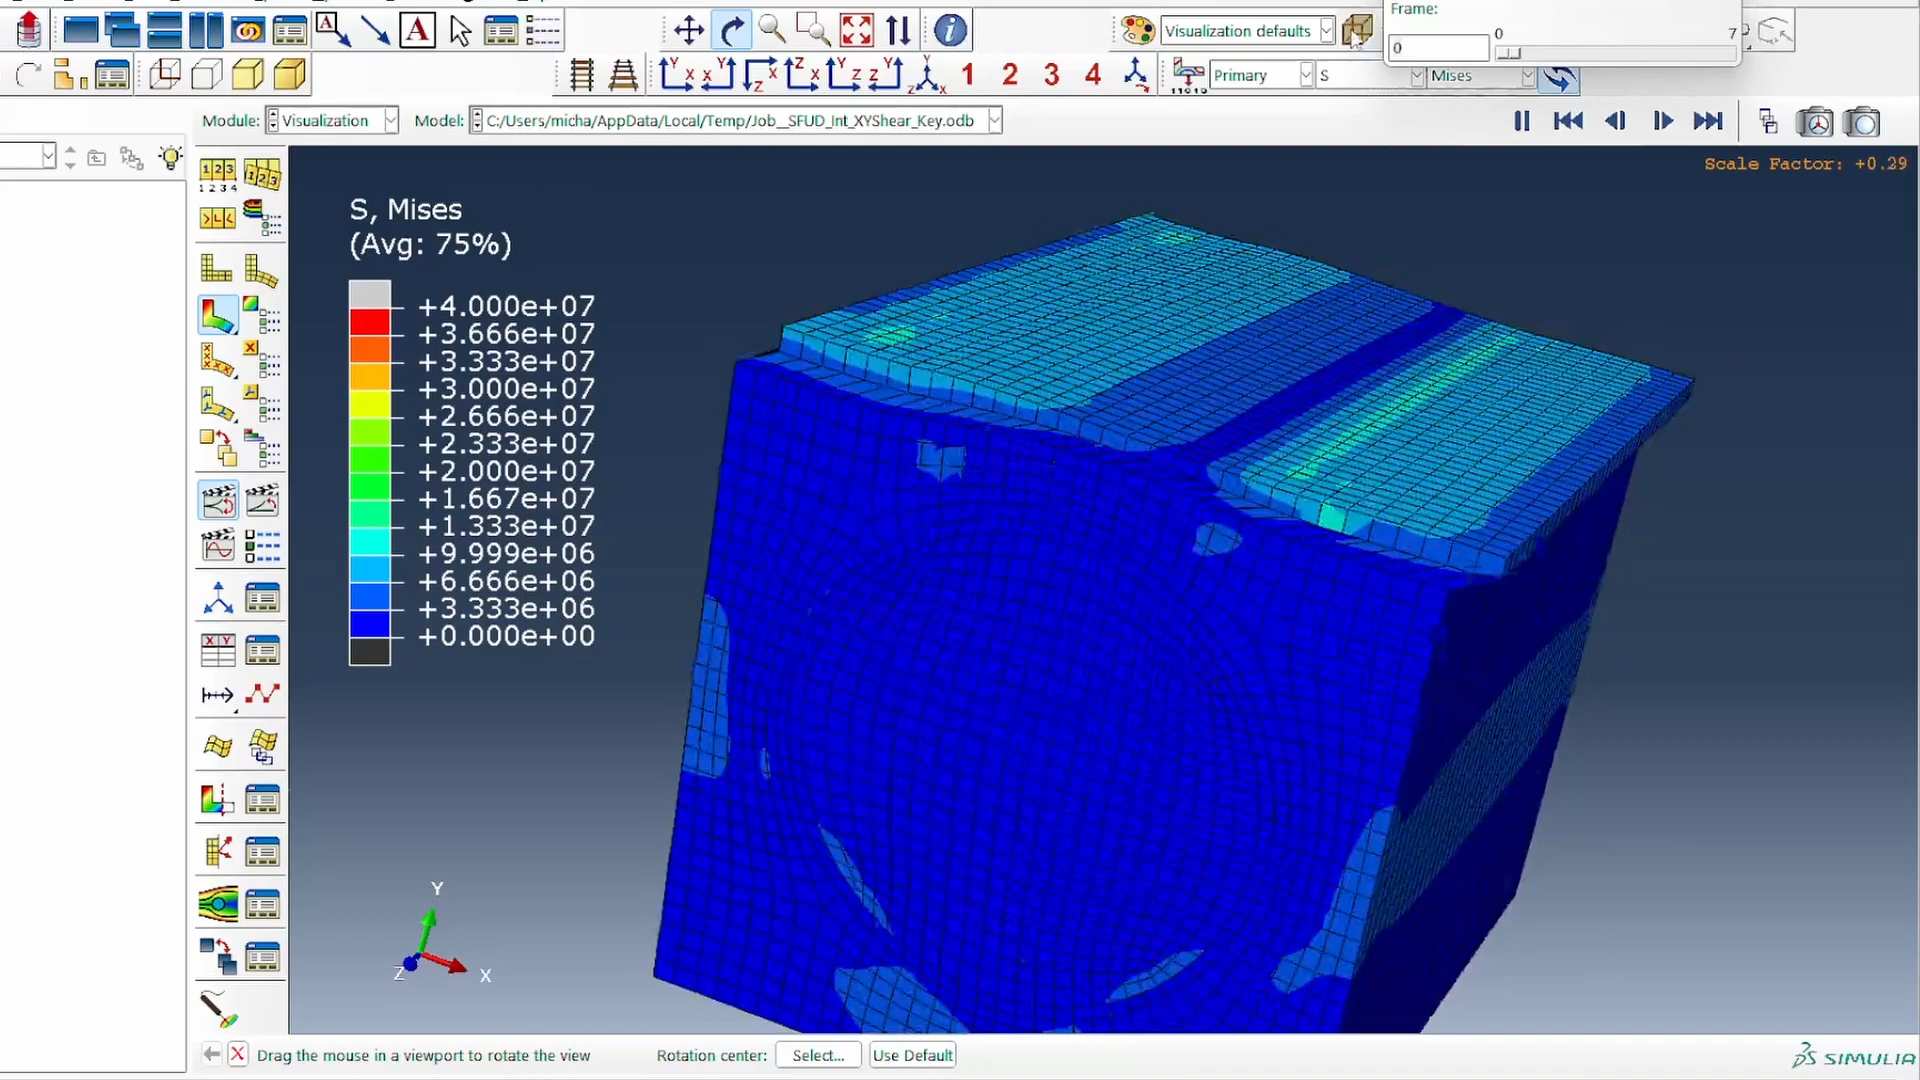 Frame:
0
7
0
Visualization defaults
1
2
3
4
Primary
S
Mises
Module:
Visualization
Model:
C:/Users/micha/AppData/Local/Temp/Job__SFUD_Int_XYShear_Key.odb
Scale Factor: +0.29
S, Mises
(Avg: 75%)
+4.000e+07
+3.666e+07
+3.333e+07
+3.000e+07
+2.666e+07
+2.333e+07
+2.000e+07
+1.667e+07
+1.333e+07
+9.999e+06
+6.666e+06
+3.333e+06
+0.000e+00
Y
Z
X
Drag the mouse in a viewport to rotate the view
Rotation center:
Select...
Use Default
SIMULIA